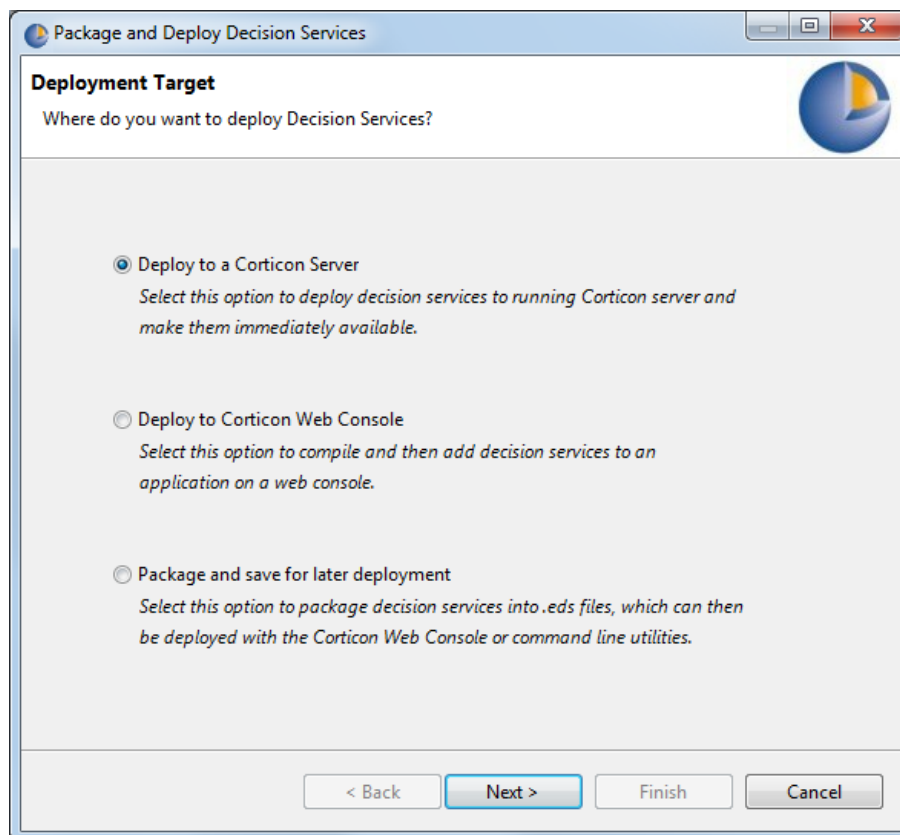 Package and Deploy Decision Services
Deployment Target
Where do you want to deploy Decision Services?
Deploy to a Corticon Server
Select this option to deploy decision services to running Corticon server and
make them immediately available.
Deploy to Corticon Web Console
Select this option to compile and then add decision services to an
application on a web console.
Package and save for later deployment
Select this option to package decision services into .eds files, which can then
be deployed with the Corticon Web Console or command line utilities.
< Back Next > Finish Cancel